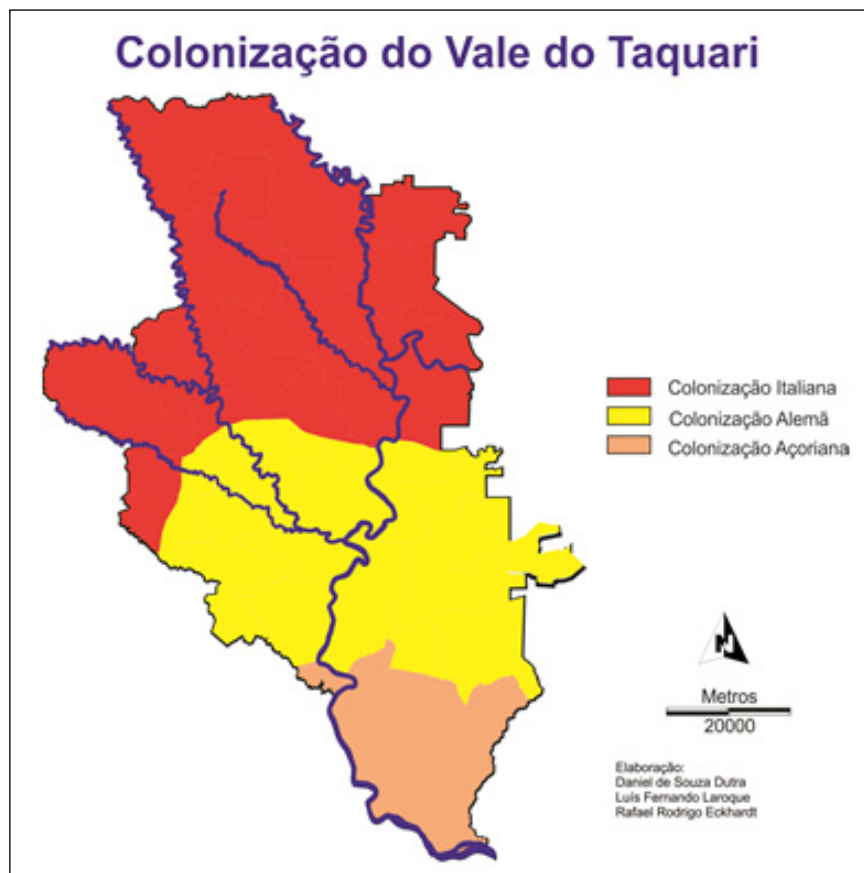 Colonização do Vale do Taquari
Colonização Italiana
Colonização Alemã
Colonização Açoriana
N
Metros
20000
Elaboração:
Daniel de Souza Dutra
Luís Fernando Laroque
Rafael Rodrigo Eckhardt